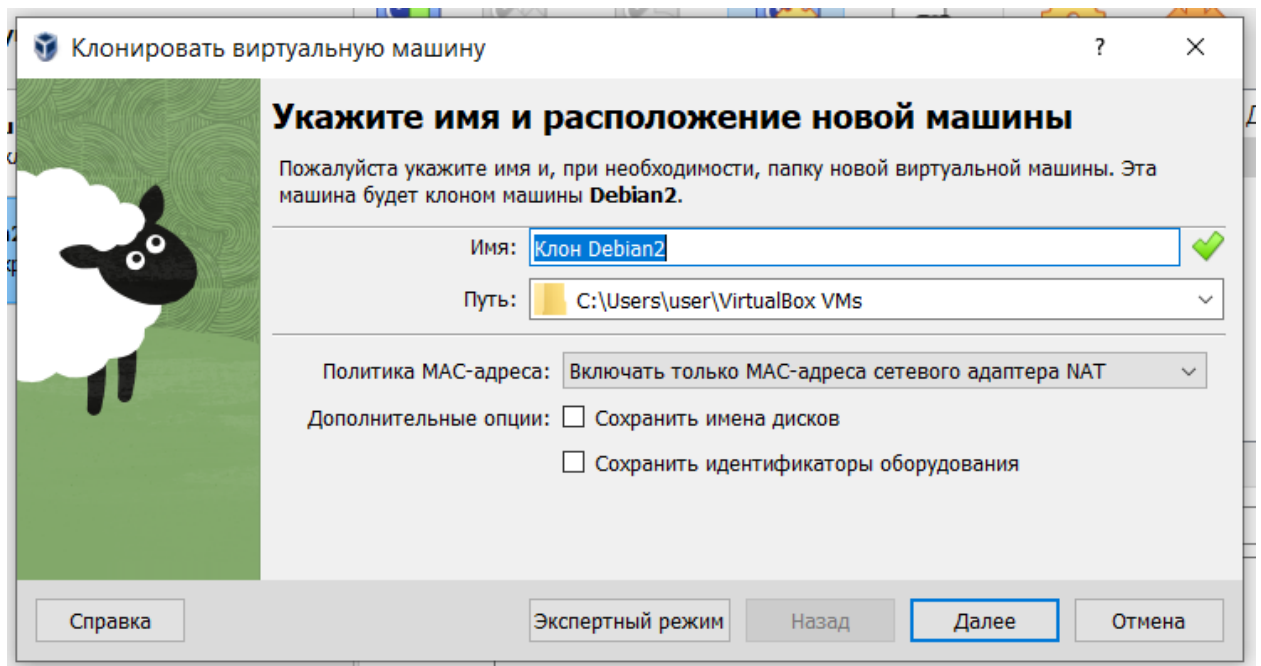 Клонировать виртуальную машину
?
Укажите имя и расположение новой машины
Пожалуйста укажите имя и, при необходимости, папку новой виртуальной машины. Эта
машина будет клоном машины Debian2.
Имя: Клон Debian2
Путь: C:\Users\user\VirtualBox VMs
Политика MAC-адреса: Включать только MAC-адреса сетевого адаптера NAT
Дополнительные опции: Сохранить имена дисков
Сохранить идентификаторы оборудования
Справка Экспертный режим Назад Далее Отмена